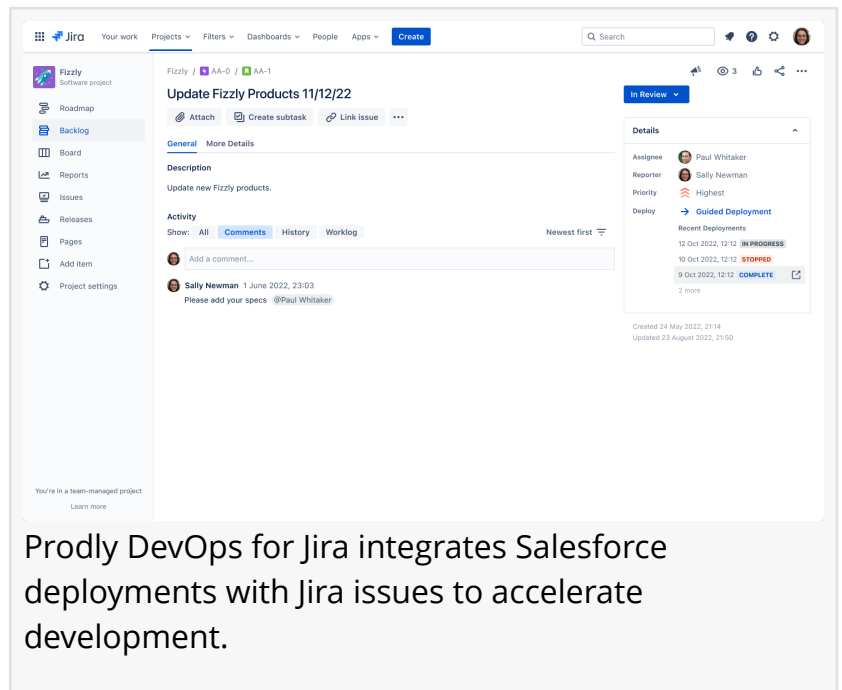 Jira Your work Projects Filters Dashboards People Apps Create Search
Fizzly
Software project
Roadmap
Backlog
Board
Reports
Issues
Releases
Pages
Add item
Project settings
You're in a team-managed project
Learn more
Fizzly / AA-0 / AA-1
Update Fizzly Products 11/12/22
Attach Create subtask Link issue
General More Details
Description
Update new Fizzly products.
Activity
Show: All Comments History Worklog Newest first
Add a comment...
Sally Newman 1 June 2022, 23:03
Please add your specs @Paul Whitaker
3
In Review
Details
Assignee Paul Whitaker
Reporter Sally Newman
Priority Highest
Deploy Guided Deployment
Recent Deployments
12 Oct 2022, 12:12 IN PROGRESS
10 Oct 2022, 12:12 STOPPED
9 Oct 2022, 12:12 COMPLETE
2 more
Created 24 May 2022, 21:14
Updated 23 August 2022, 21:50
Prodly DevOps for Jira integrates Salesforce
deployments with Jira issues to accelerate
development.